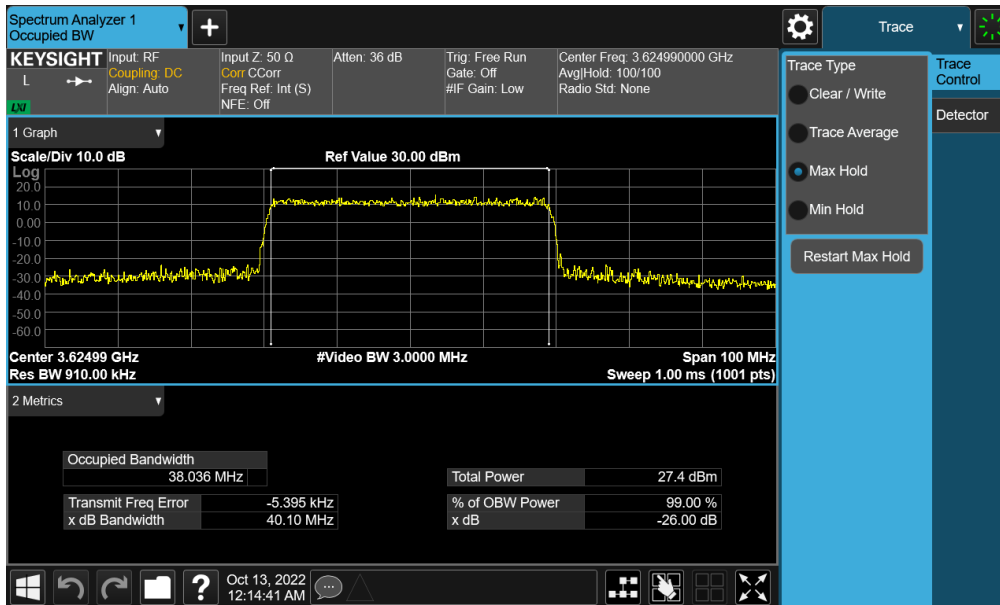 Spectrum Analyzer 1
Occupied BW
Trace
KEYSIGHT
L
LXI
Input: RF
Coupling: DC
Align: Auto
Input Z: 50 Ω
Corr CCorr
Freq Ref: Int (S)
NFE: Off
Atten: 36 dB
Trig: Free Run
Gate: Off
#IF Gain: Low
Center Freq: 3.624990000 GHz
Avg|Hold: 100/100
Radio Std: None
Trace Type
Clear / Write
Trace Average
Max Hold
Min Hold
Restart Max Hold
Trace
Control
Detector
1 Graph
Scale/Div 10.0 dB
Ref Value 30.00 dBm
Log
20.0
10.0
0.00
-10.0
-20.0
-30.0
-40.0
-50.0
-60.0
Center 3.62499 GHz
#Video BW 3.0000 MHz
Span 100 MHz
Res BW 910.00 kHz
Sweep 1.00 ms (1001 pts)
2 Metrics
Occupied Bandwidth
38.036 MHz
Total Power 27.4 dBm
Transmit Freq Error -5.395 kHz
% of OBW Power 99.00 %
x dB Bandwidth 40.10 MHz
x dB -26.00 dB
?
Oct 13, 2022
12:14:41 AM